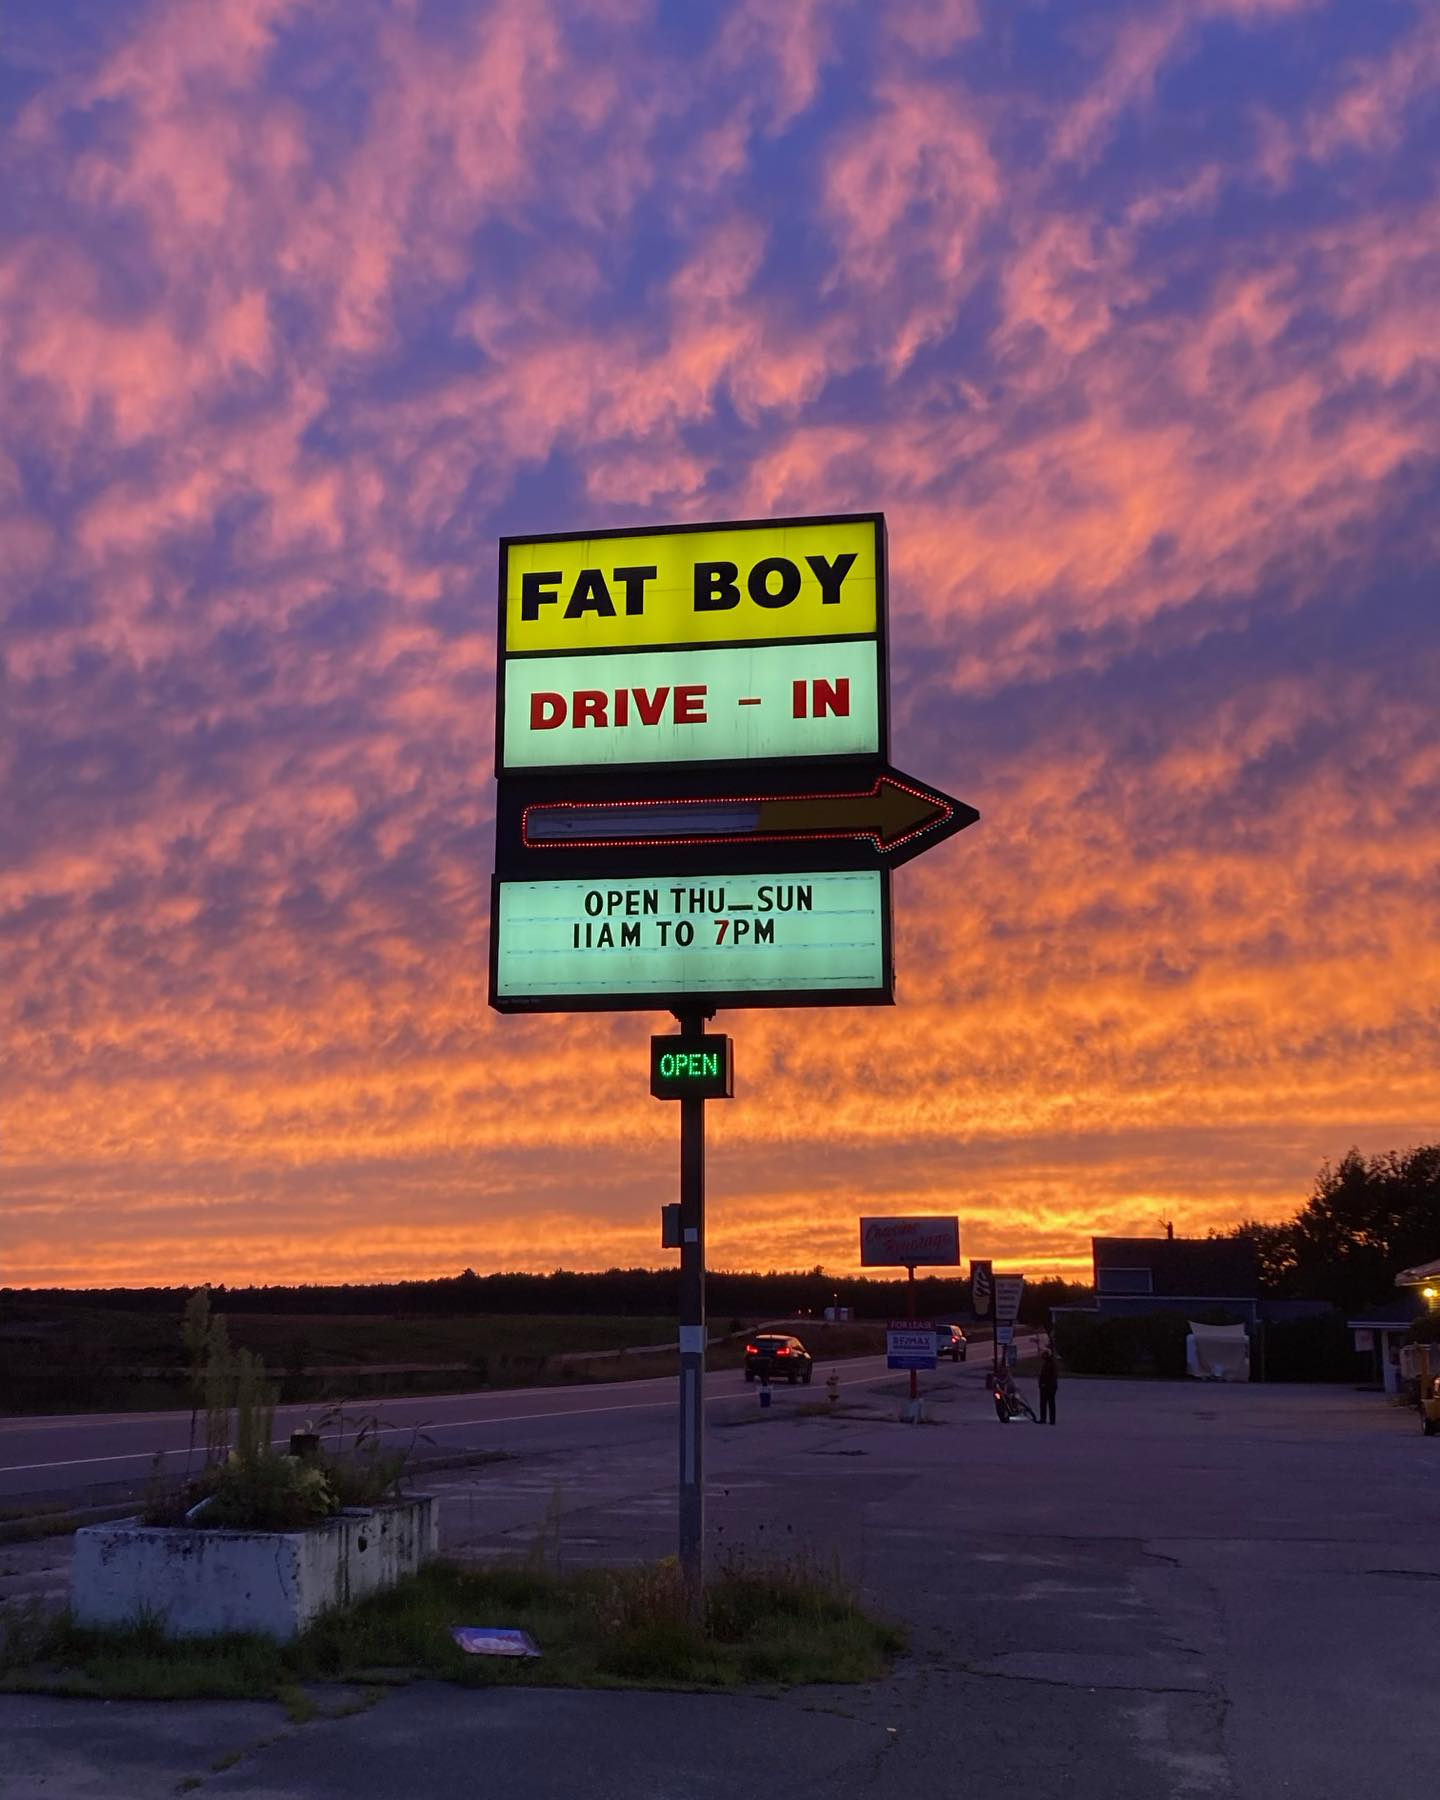 FAT BOY
DRIVE - IN
OPEN THU—SUN
11AM TO 7PM
OPEN
FOR LEASE
RE/MAX